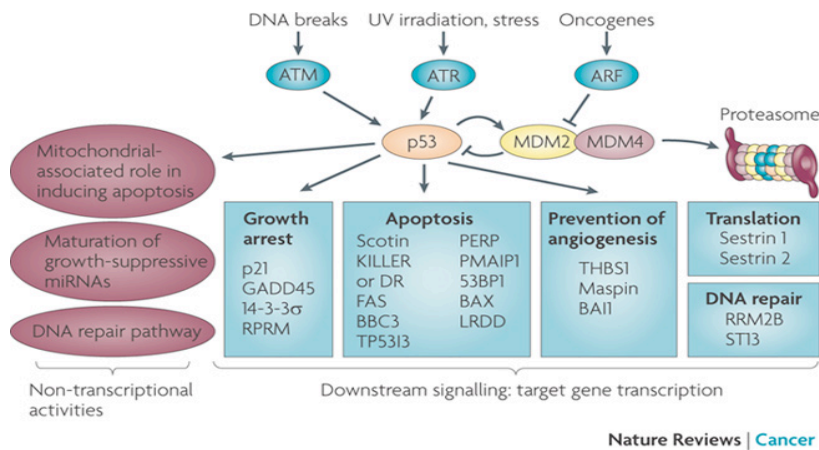 DNA breaks
UV irradiation, stress
Oncogenes
ATM
ATR
ARF
Proteasome
p53
MDM2
MDM4
Mitochondrial-
associated role in
inducing apoptosis
Maturation of
growth-suppressive
miRNAs
DNA repair pathway
Growth
arrest
p21
GADD45
14-3-3σ
RPRM
Apoptosis
Scotin
KILLER
or DR
FAS
BBC3
TP53I3
PERP
PMAIP1
53BP1
BAX
LRDD
Prevention of
angiogenesis
THBS1
Maspin
BAI1
Translation
Sestrin 1
Sestrin 2
DNA repair
RRM2B
ST13
Non-transcriptional
activities
Downstream signalling: target gene transcription
Nature Reviews | Cancer